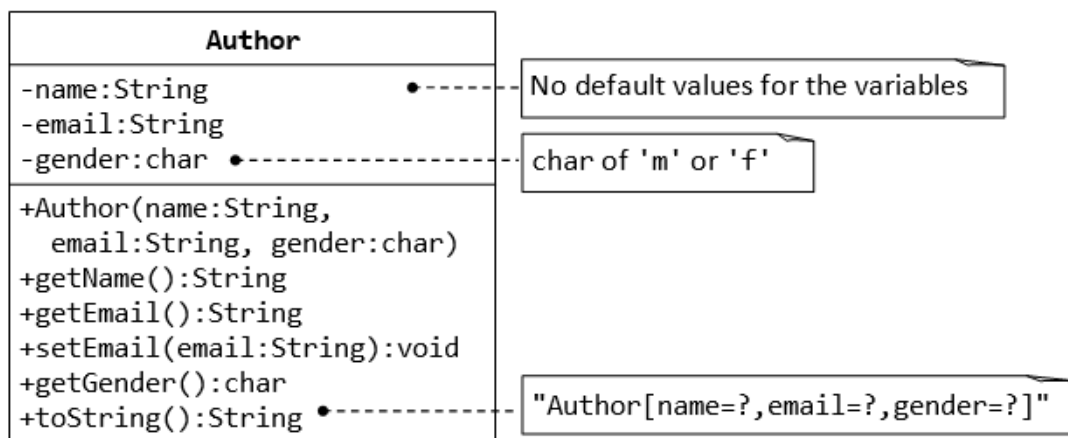 Author
-name:String
No default values for the variables
-email:String
-gender:char
char of 'm' or 'f'
+Author(name:String,
email:String, gender:char)
+getName():String
+getEmail():String
+setEmail(email:String):void
+getGender():char
+toString():String
"Author[name=?,email=?,gender=?]"